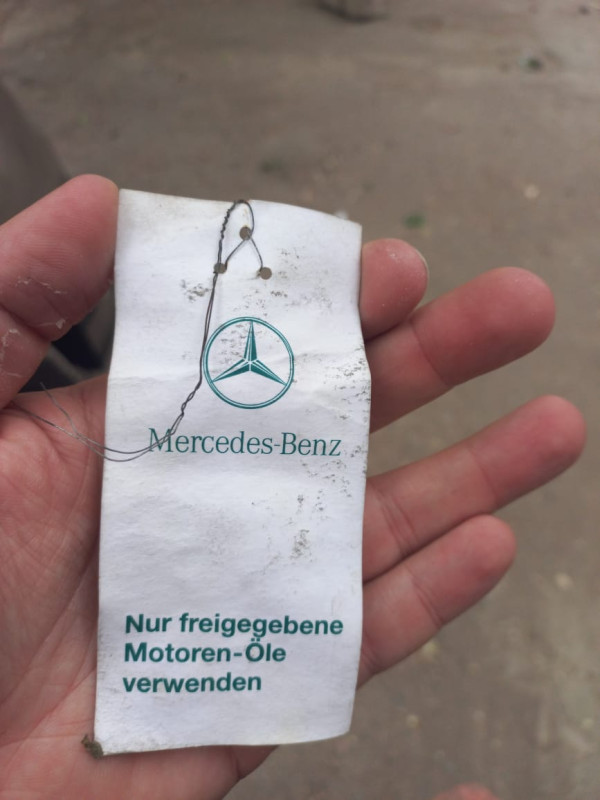 Mercedes-Benz
Nur freigegebene
Motoren-Öle
verwenden